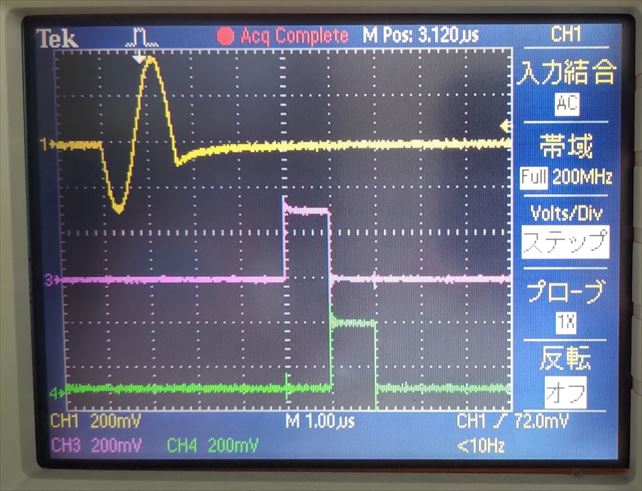 Tek Acq Complete M Pos: 3.120µs CH1
入力結合
AC
帯域
Full 200MHz
Volts/Div
ステップ
プローブ
1X
反転
オフ
1
3
4
CH1 200mV M 1.00µs CH1 72.0mV
CH3 200mV CH4 200mV <10Hz